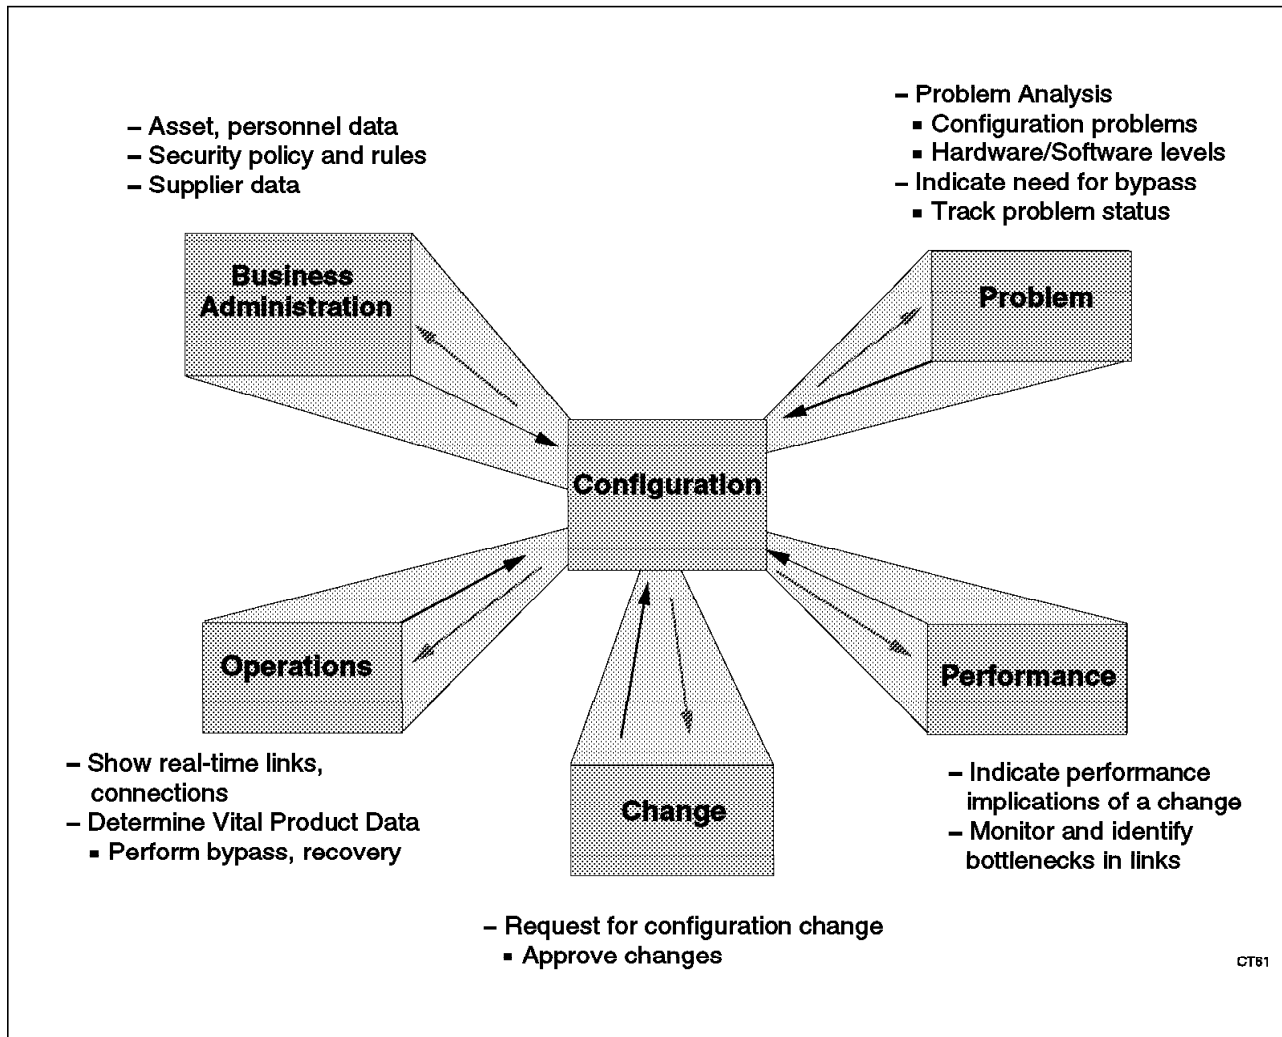 – Asset, personnel data
– Security policy and rules
– Supplier data
– Problem Analysis
▪ Configuration problems
▪ Hardware/Software levels
– Indicate need for bypass
▪ Track problem status
Business
Administration
Problem
Configuration
Operations
Performance
Change
– Show real-time links,
connections
– Determine Vital Product Data
▪ Perform bypass, recovery
– Indicate performance
implications of a change
– Monitor and identify
bottlenecks in links
– Request for configuration change
▪ Approve changes
CT61